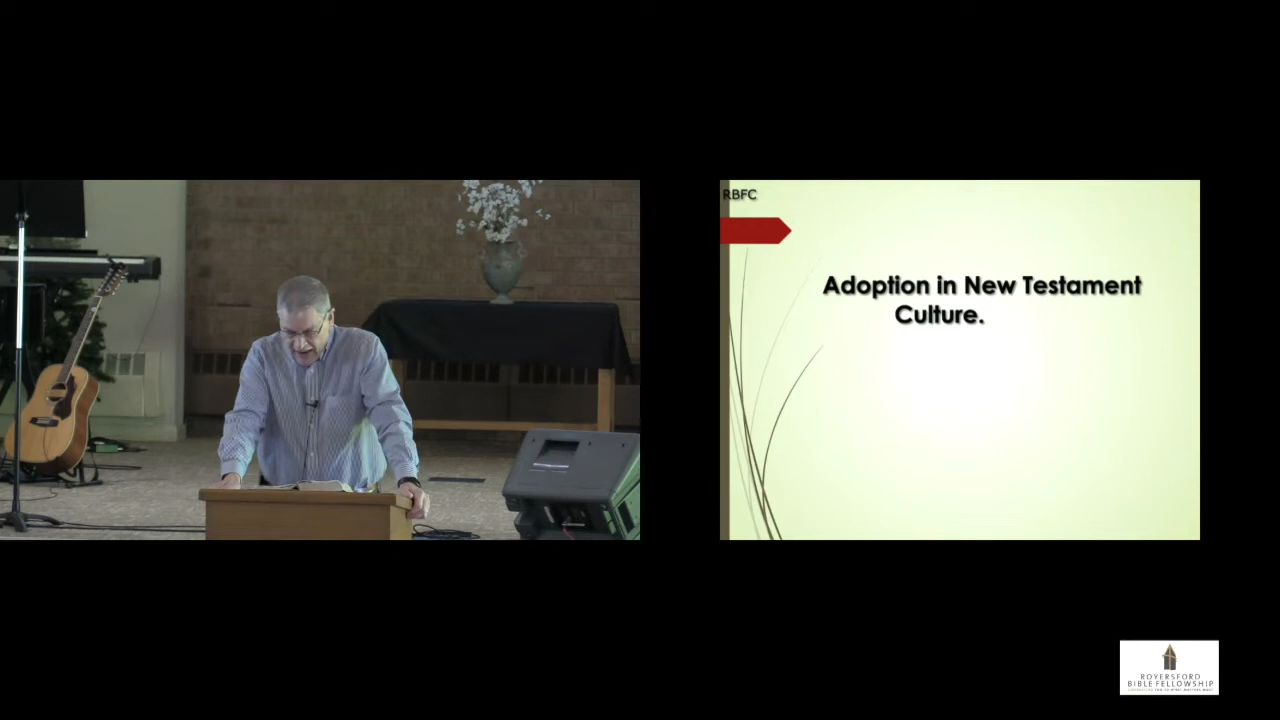 RBFC
Adoption in New Testament
Culture.
ROYERSFORD
BIBLE FELLOWSHIP